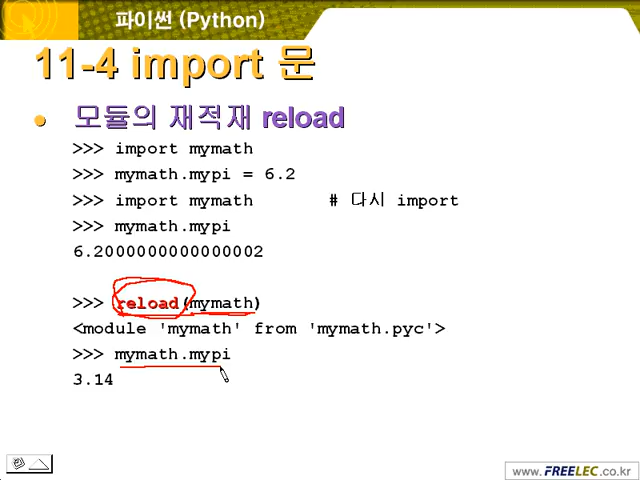 파이썬 (Python)
11-4 import 문
모듈의 재적재 reload
>>> import mymath
>>> mymath.mypi = 6.2
>>> import mymath # 다시 import
>>> mymath.mypi
6.2000000000000002
>>> reload(mymath)
<module 'mymath' from 'mymath.pyc'>
>>> mymath.mypi
3.14
www.FREELEC.co.kr